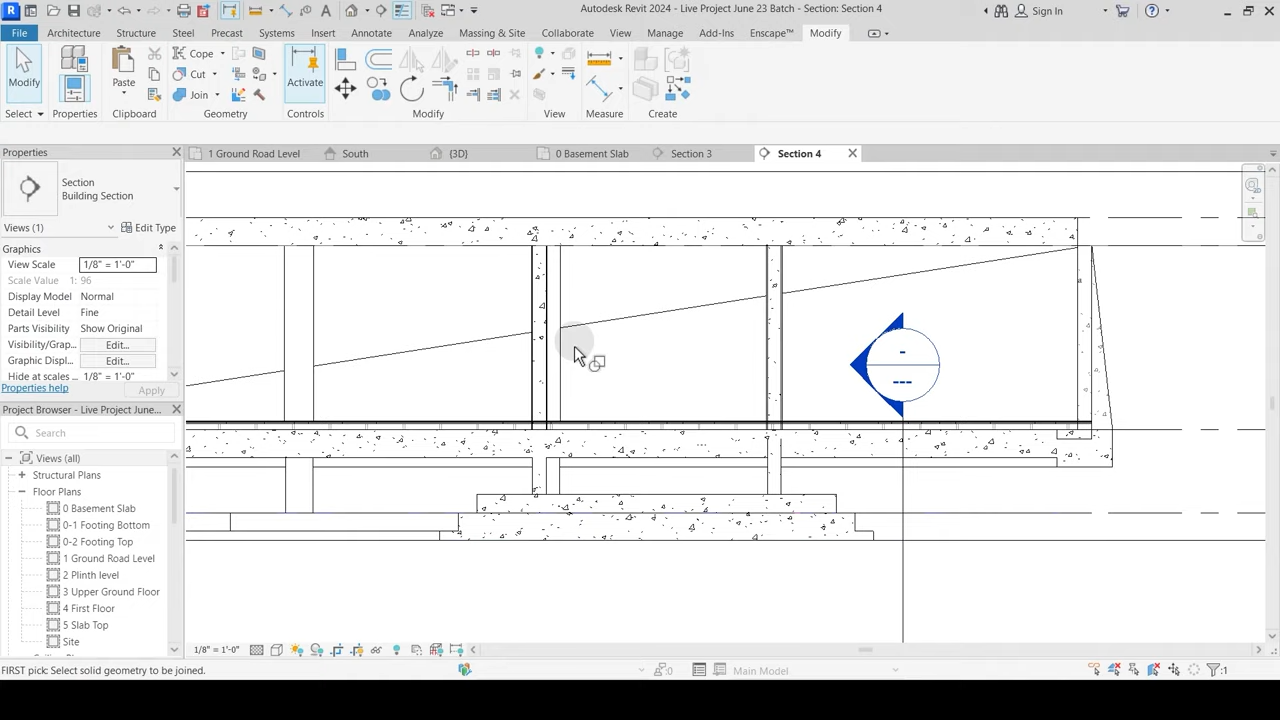 Autodesk Revit 2024 - Live Project June 23 Batch - Section: Section 4
Sign In
File Architecture Structure Steel Precast Systems Insert Annotate Analyze Massing & Site Collaborate View Manage Add-Ins Enscape™ Modify
Modify
Paste
Cope
Cut
Join
Activate
Select Properties Clipboard Geometry Controls Modify View Measure Create
Properties
1 Ground Road Level South {3D} 0 Basement Slab Section 3 Section 4
Section
Building Section
Views (1) Edit Type
Graphics
View Scale 1/8" = 1'-0"
Scale Value 1: 96
Display Model Normal
Detail Level Fine
Parts Visibility Show Original
Visibility/Grap... Edit...
Graphic Displ... Edit...
Hide at scales ... 1/8" = 1'-0"
Properties help Apply
Project Browser - Live Project June...
Search
Views (all)
Structural Plans
Floor Plans
0 Basement Slab
0-1 Footing Bottom
0-2 Footing Top
1 Ground Road Level
2 Plinth level
3 Upper Ground Floor
4 First Floor
5 Slab Top
Site
1/8" = 1'-0"
FIRST pick: Select solid geometry to be joined. :0 Main Model :1